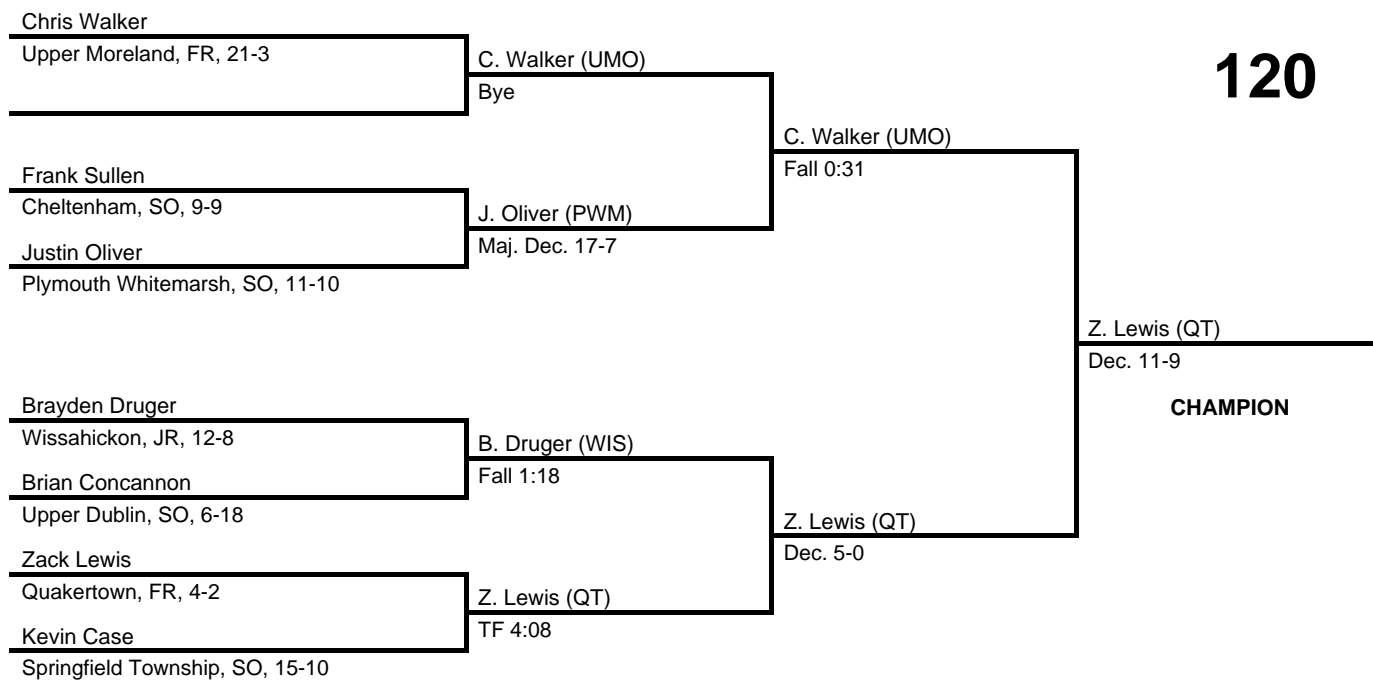 Chris Walker
Upper Moreland, FR, 21-3
C. Walker (UMO)
Bye
120
C. Walker (UMO)
Fall 0:31
Frank Sullen
Cheltenham, SO, 9-9
J. Oliver (PWM)
Maj. Dec. 17-7
Justin Oliver
Plymouth Whitemarsh, SO, 11-10
Z. Lewis (QT)
Dec. 11-9
CHAMPION
Brayden Druger
Wissahickon, JR, 12-8
B. Druger (WIS)
Fall 1:18
Brian Concannon
Upper Dublin, SO, 6-18
Z. Lewis (QT)
Dec. 5-0
Zack Lewis
Quakertown, FR, 4-2
Z. Lewis (QT)
TF 4:08
Kevin Case
Springfield Township, SO, 15-10